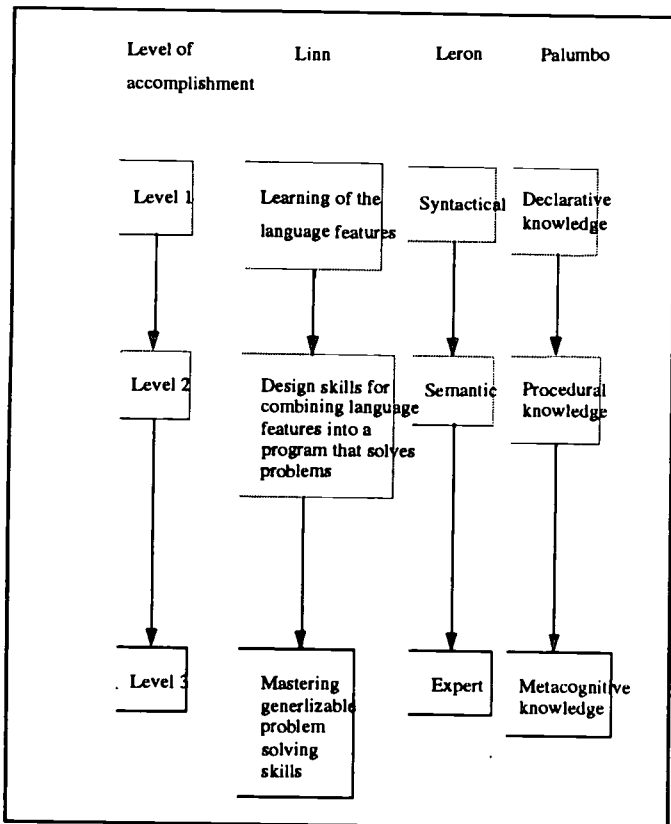 Level of
accomplishment
Linn
Leron
Palumbo
Level 1
Learning of the
language features
Syntactical
Declarative
knowledge
Level 2
Design skills for
combining language
features into a
program that solves
problems
Semantic
Procedural
knowledge
Level 3
Mastering
generlizable
problem
solving
skills
Expert
Metacognitive
knowledge